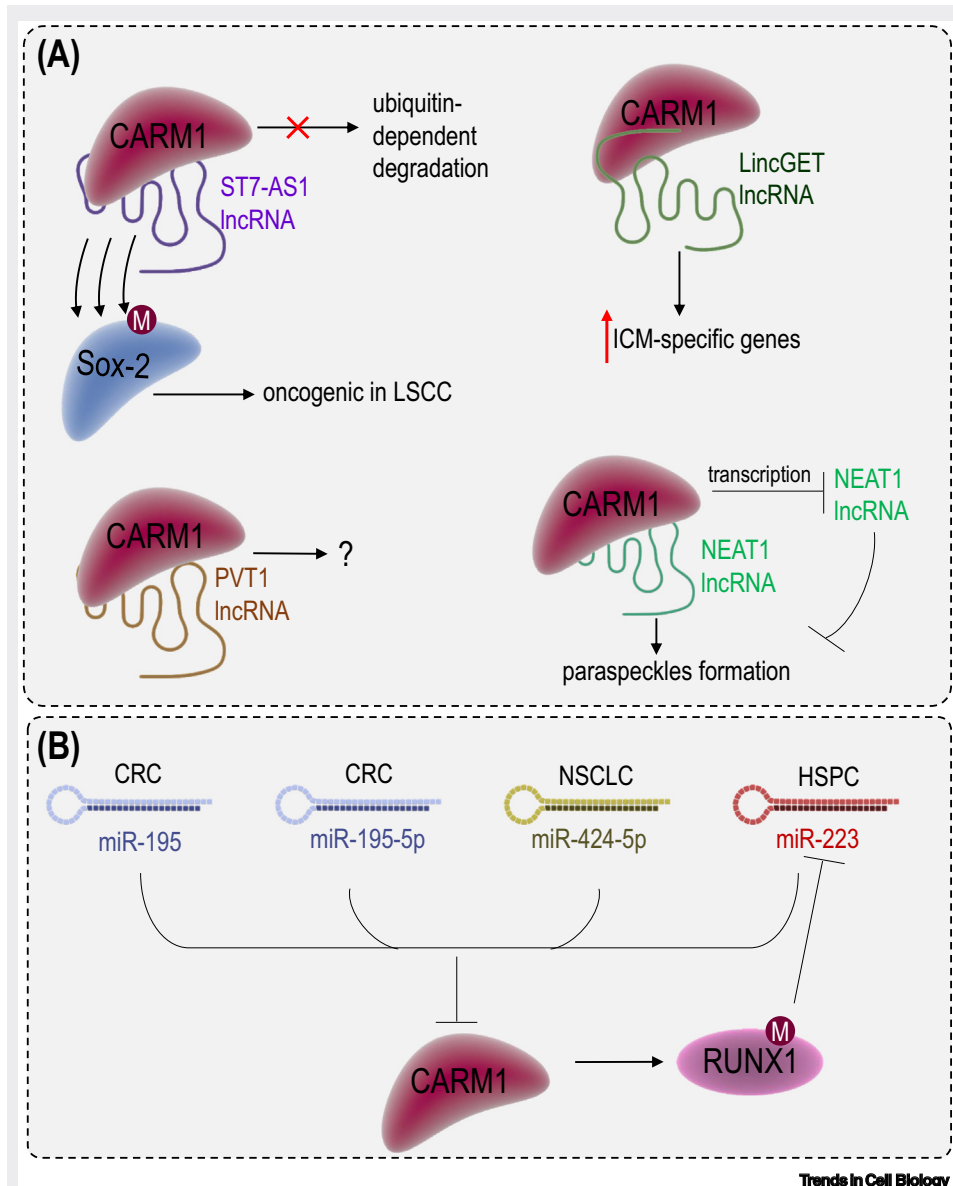 (A)
CARM1
ubiquitin-
dependent
degradation
ST7-AS1
lncRNA
M
Sox-2
oncogenic in LSCC
CARM1
LincGET
lncRNA
ICM-specific genes
CARM1
?
PVT1
lncRNA
CARM1
transcription
NEAT1
lncRNA
NEAT1
lncRNA
paraspeckles formation
(B)
CRC
CRC
NSCLC
HSPC
miR-195
miR-195-5p
miR-424-5p
miR-223
CARM1
M
RUNX1
Trends in Cell Biology